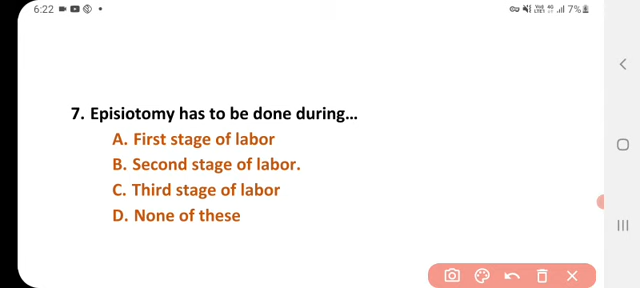 6:22
7%
7. Episiotomy has to be done during...
A. First stage of labor
B. Second stage of labor.
C. Third stage of labor
D. None of these